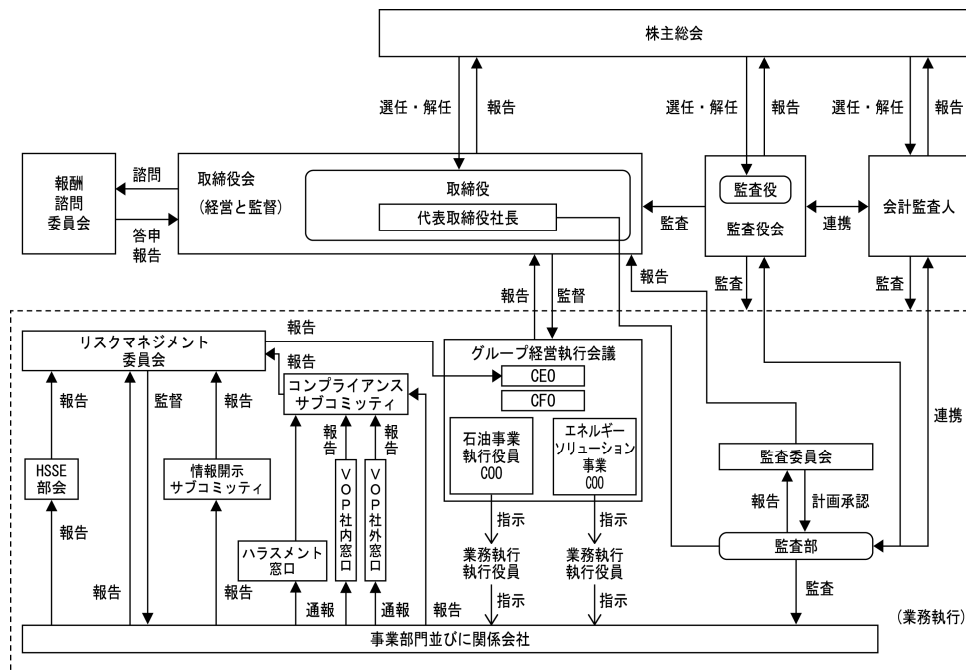 株主総会
選任・解任
報告
選任・解任
報告
選任・解任
報告
報酬
諮問
委員会
諮問
答申
報告
取締役会
(経営と監督)
取締役
代表取締役社長
監査
監査役
監査役会
連携
会計監査人
報告
監督
報告
監査
監査
リスクマネジメント
委員会
報告
報告
コンプライアンス
サブコミッティ
グループ経営執行会議
CEO
CFO
石油事業
執行役員
COO
エネルギー
ソリューション
事業
COO
報告
監督
報告
報告
報告
連携
HSSE
部会
情報開示
サブコミッティ
VOP社内窓口
VOP社外窓口
監査委員会
報告
計画承認
報告
ハラスメント
窓口
指示
指示
業務執行
執行役員
業務執行
執行役員
監査部
報告
報告
通報
通報
報告
指示
指示
監査
(業務執行)
事業部門並びに関係会社